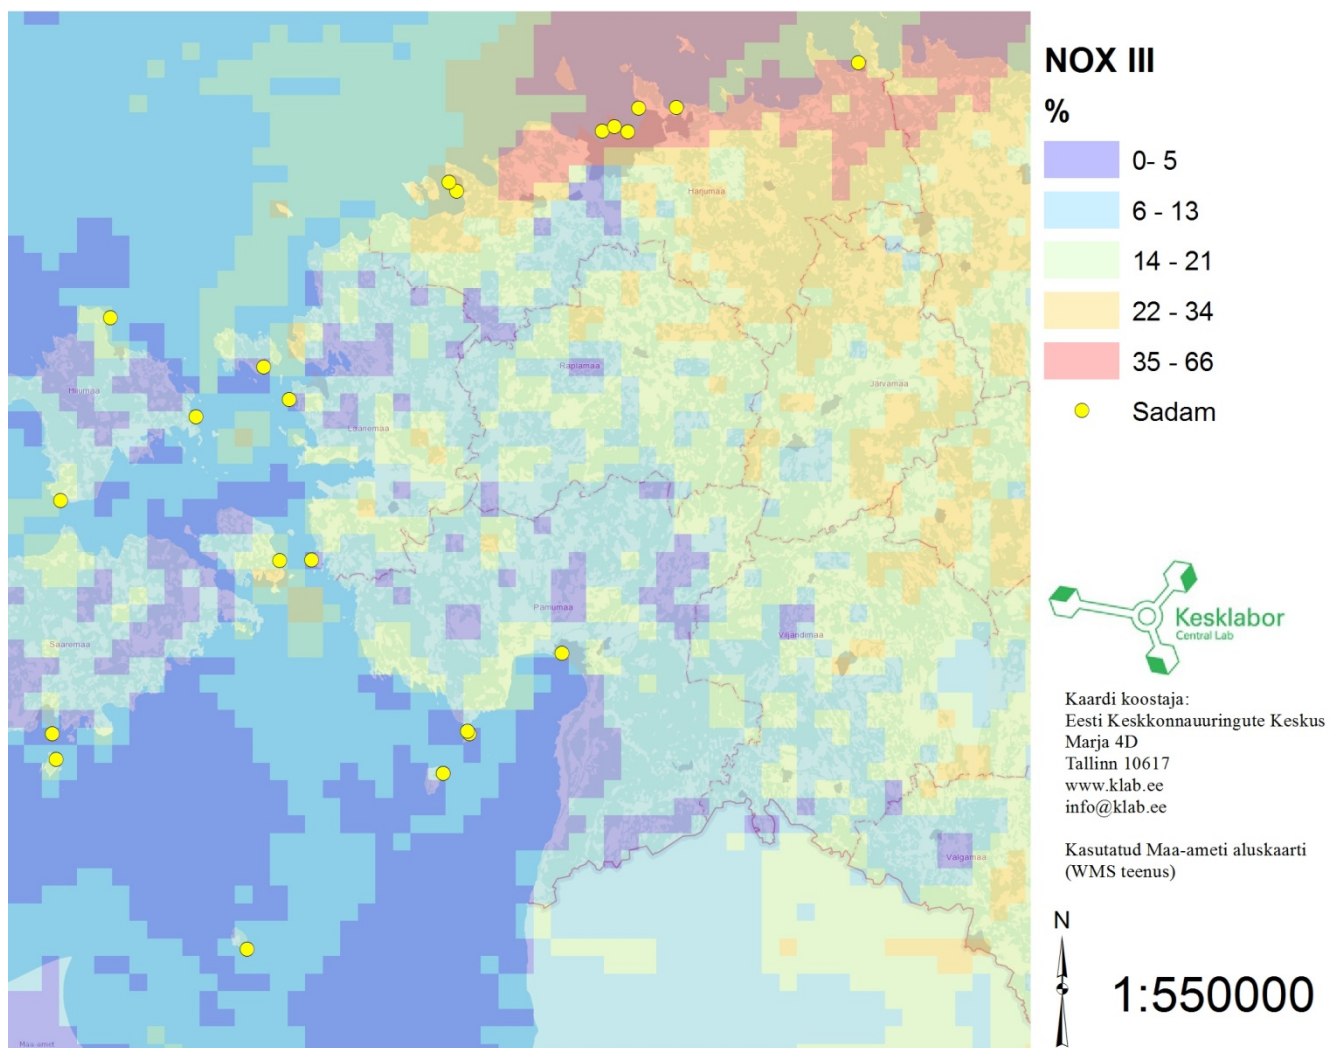 NOX III
%
0- 5
6 - 13
14 - 21
22 - 34
35 - 66
Sadam
Harjumaa
Raplamaa
Järvamaa
Hiiumaa
Läänemaa
Pärnumaa
Viljandimaa
Saaremaa
Valgamaa
Maa-amet
Kesklabor
Central Lab
Kaardi koostaja:
Eesti Keskkonnauuringute Keskus
Marja 4D
Tallinn 10617
www.klab.ee
info@klab.ee
Kasutatud Maa-ameti aluskaarti
(WMS teenus)
N
1:550000